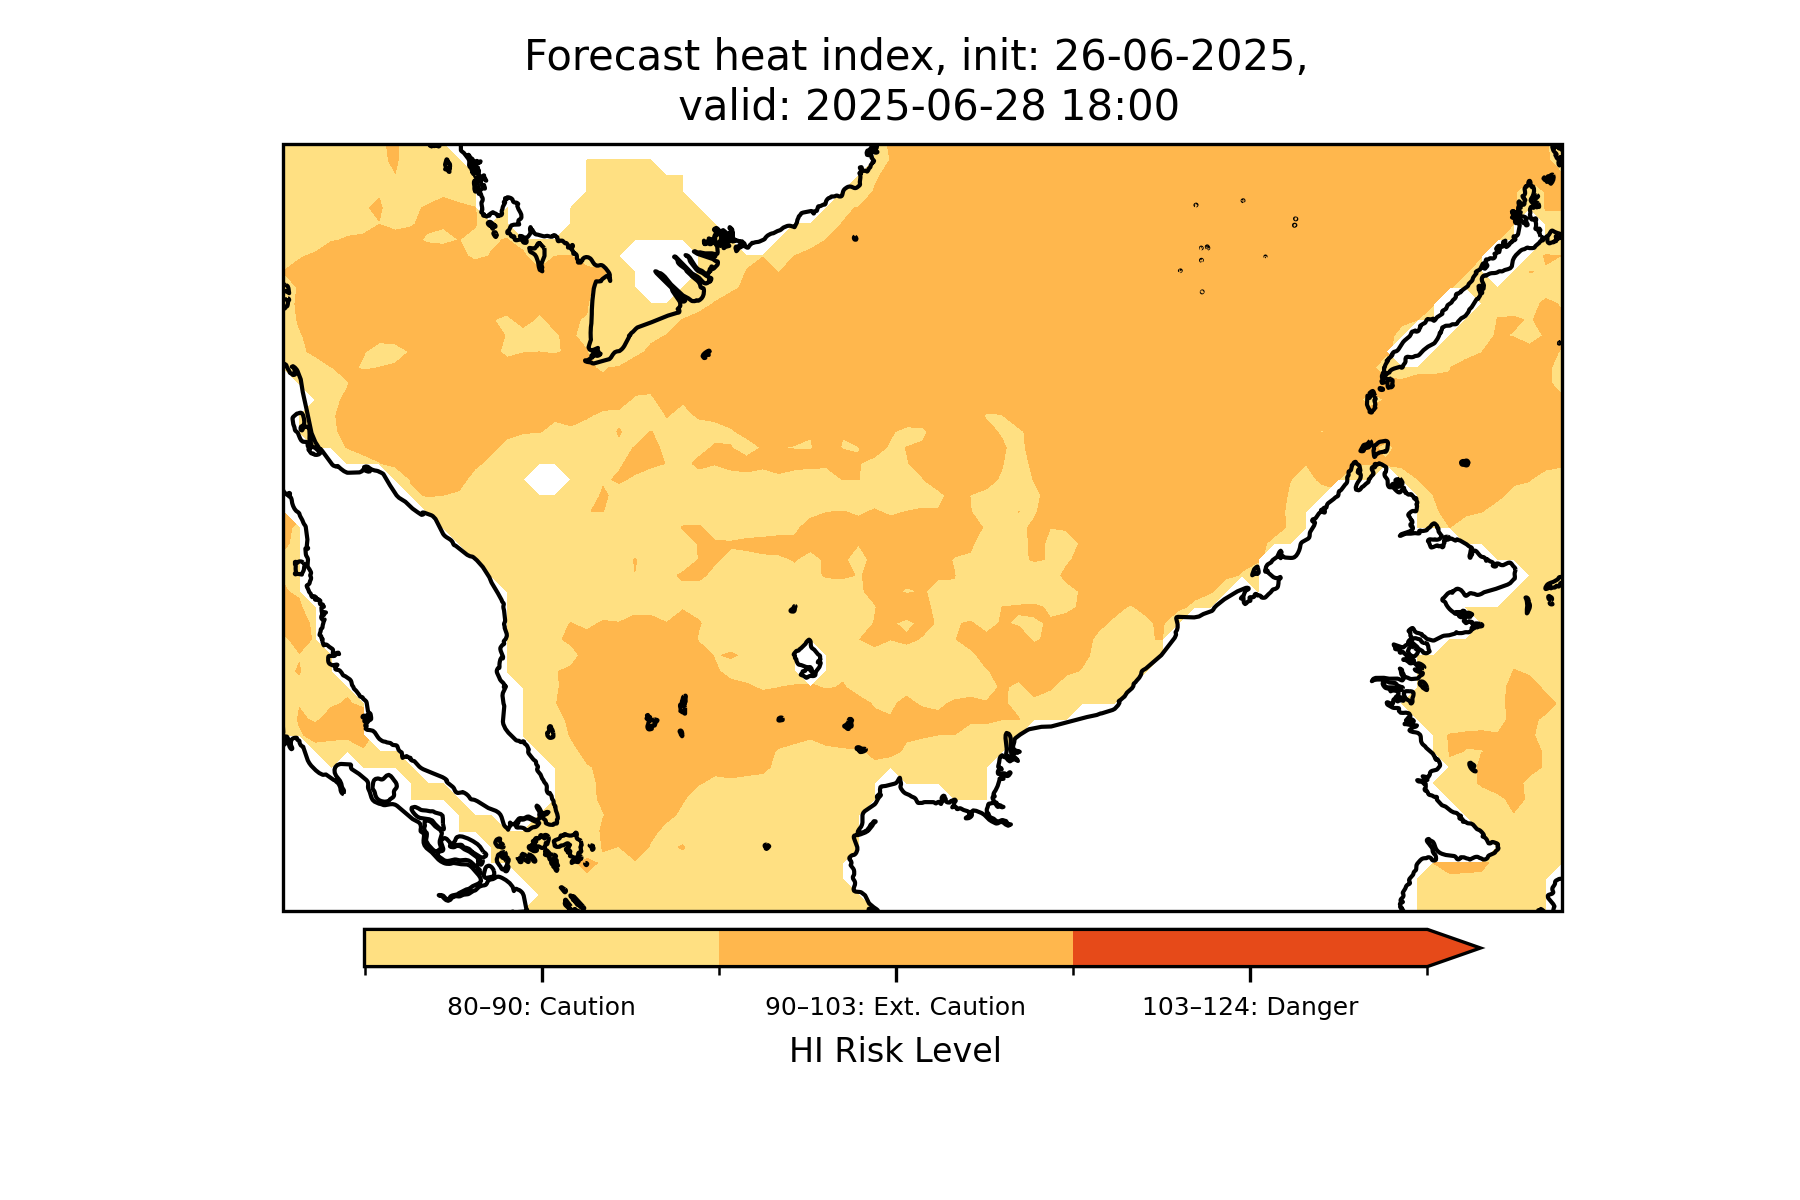 Forecast heat index, init: 26-06-2025,
valid: 2025-06-28 18:00
80–90: Caution
90–103: Ext. Caution
103–124: Danger
HI Risk Level